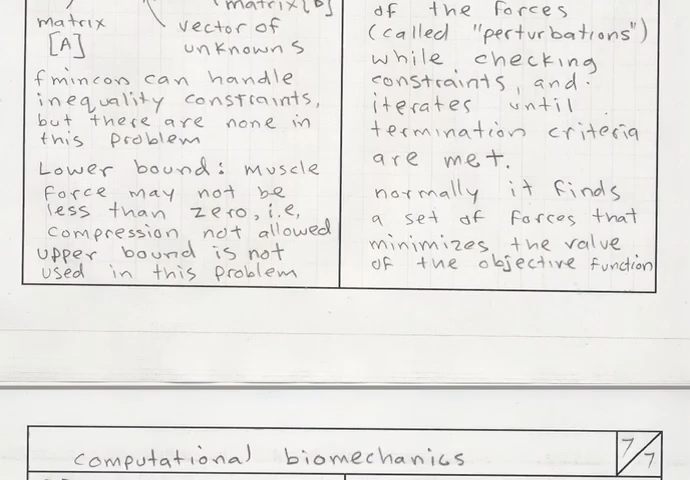 matrix [B]
matrix
[A]
vector of
unknowns
fmincon can handle
inequality constraints,
but there are none in
this problem
Lower bound: muscle
force may not be
less than zero, i.e,
compression not allowed
upper bound is not
used in this problem
of the forces
(called "perturbations")
while checking
constraints, and
iterates until
termination criteria
are met.
normally it finds
a set of forces that
minimizes the value
of the objective function
computational biomechanics
7/7